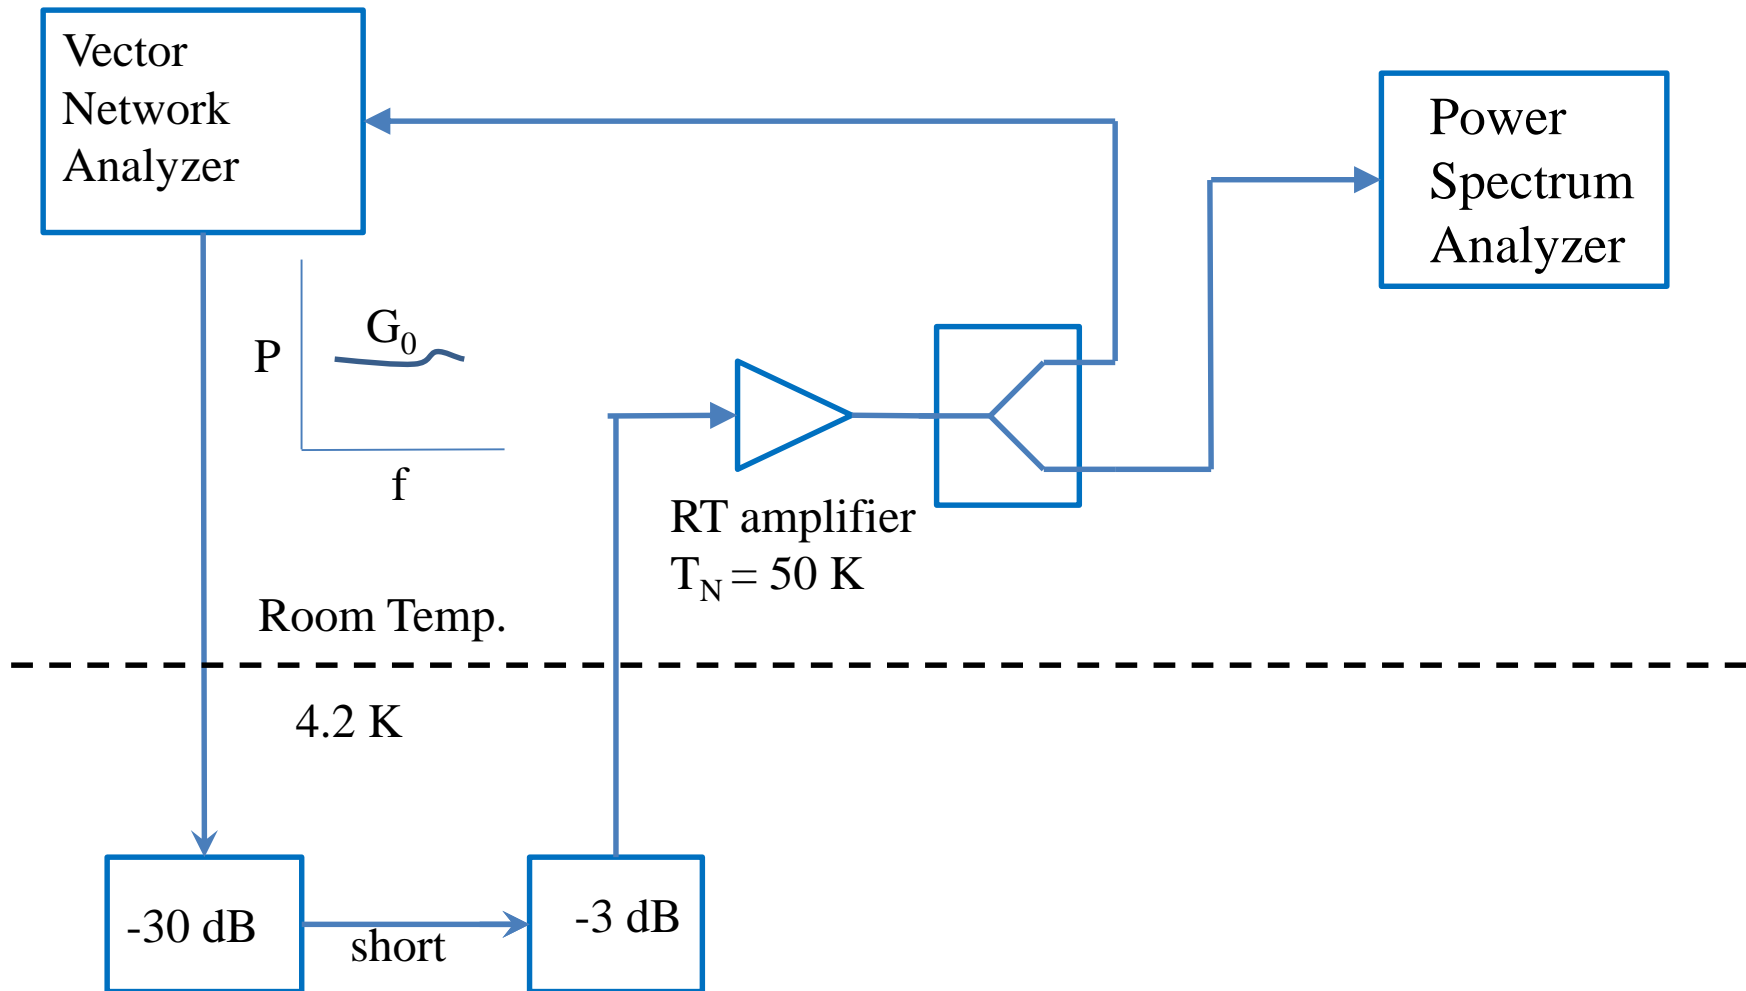 Vector
Network
Analyzer
Power
Spectrum
Analyzer
G₀
P
f
RT amplifier
T_N = 50 K
Room Temp.
4.2 K
-30 dB
short
-3 dB